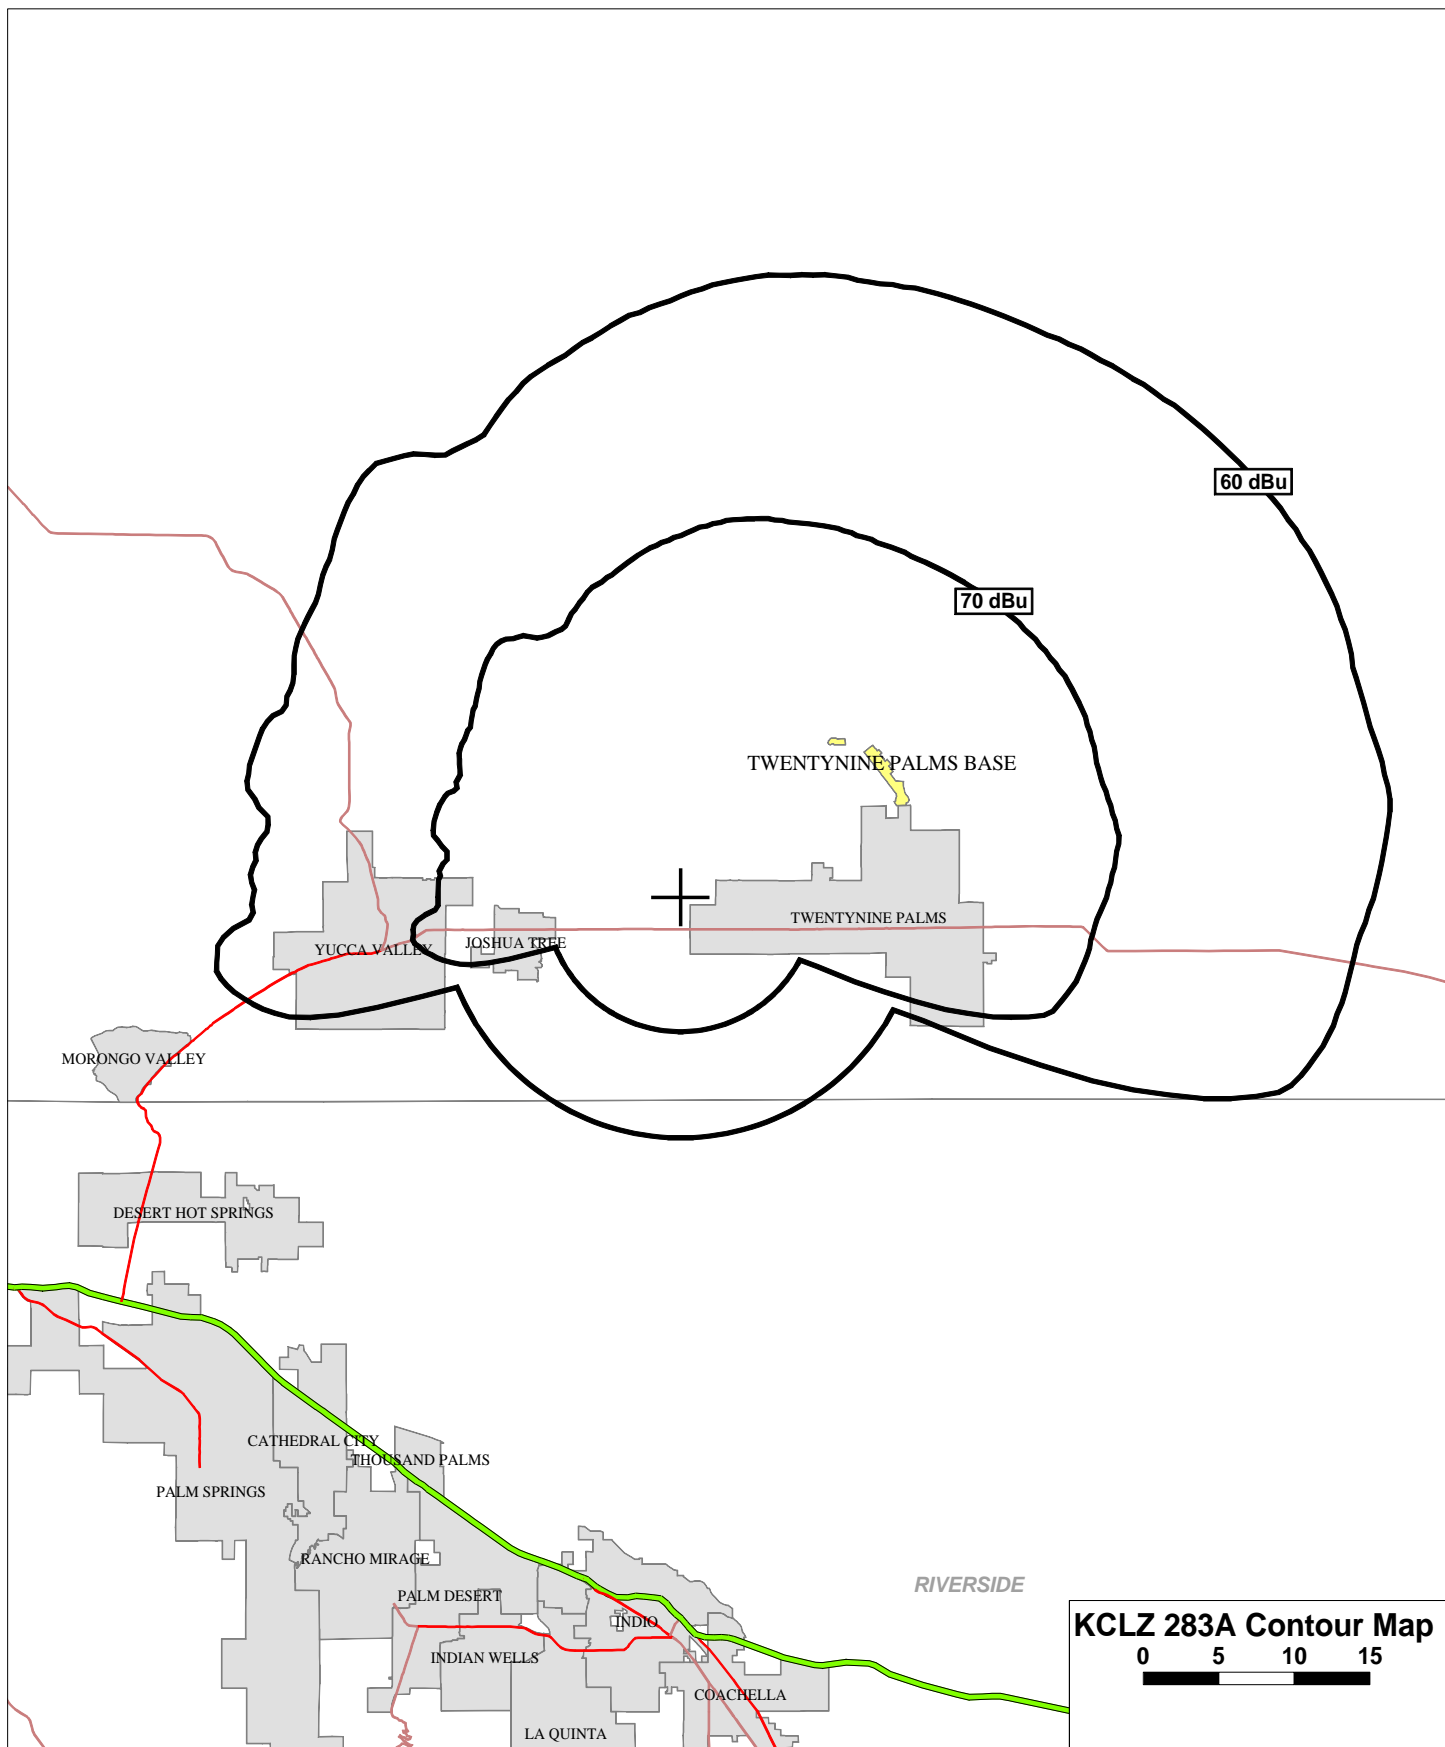 60 dBu
70 dBu
TWENTYNINE PALMS BASE
TWENTYNINE PALMS
YUCCA VALLEY
JOSHUA TREE
MORONGO VALLEY
DESERT HOT SPRINGS
CATHEDRAL CITY
THOUSAND PALMS
PALM SPRINGS
RANCHO MIRAGE
PALM DESERT
RIVERSIDE
INDIO
INDIAN WELLS
COACHELLA
LA QUINTA
KCLZ 283A Contour Map
0 5 10 15